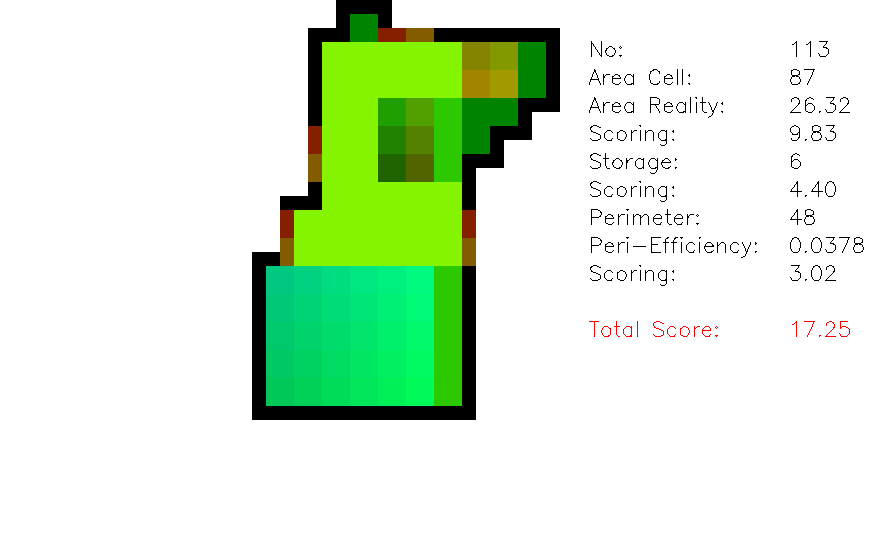 No: 113
Area Cell: 87
Area Reality: 26.32
Scoring: 9.83
Storage: 6
Scoring: 4.40
Perimeter: 48
Peri-Efficiency: 0.0378
Scoring: 3.02
Total Score: 17.25